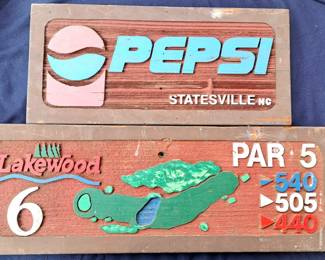 PEPSI
STATESVILLE NC
Lakewood
6
PAR • 5
540
505
440